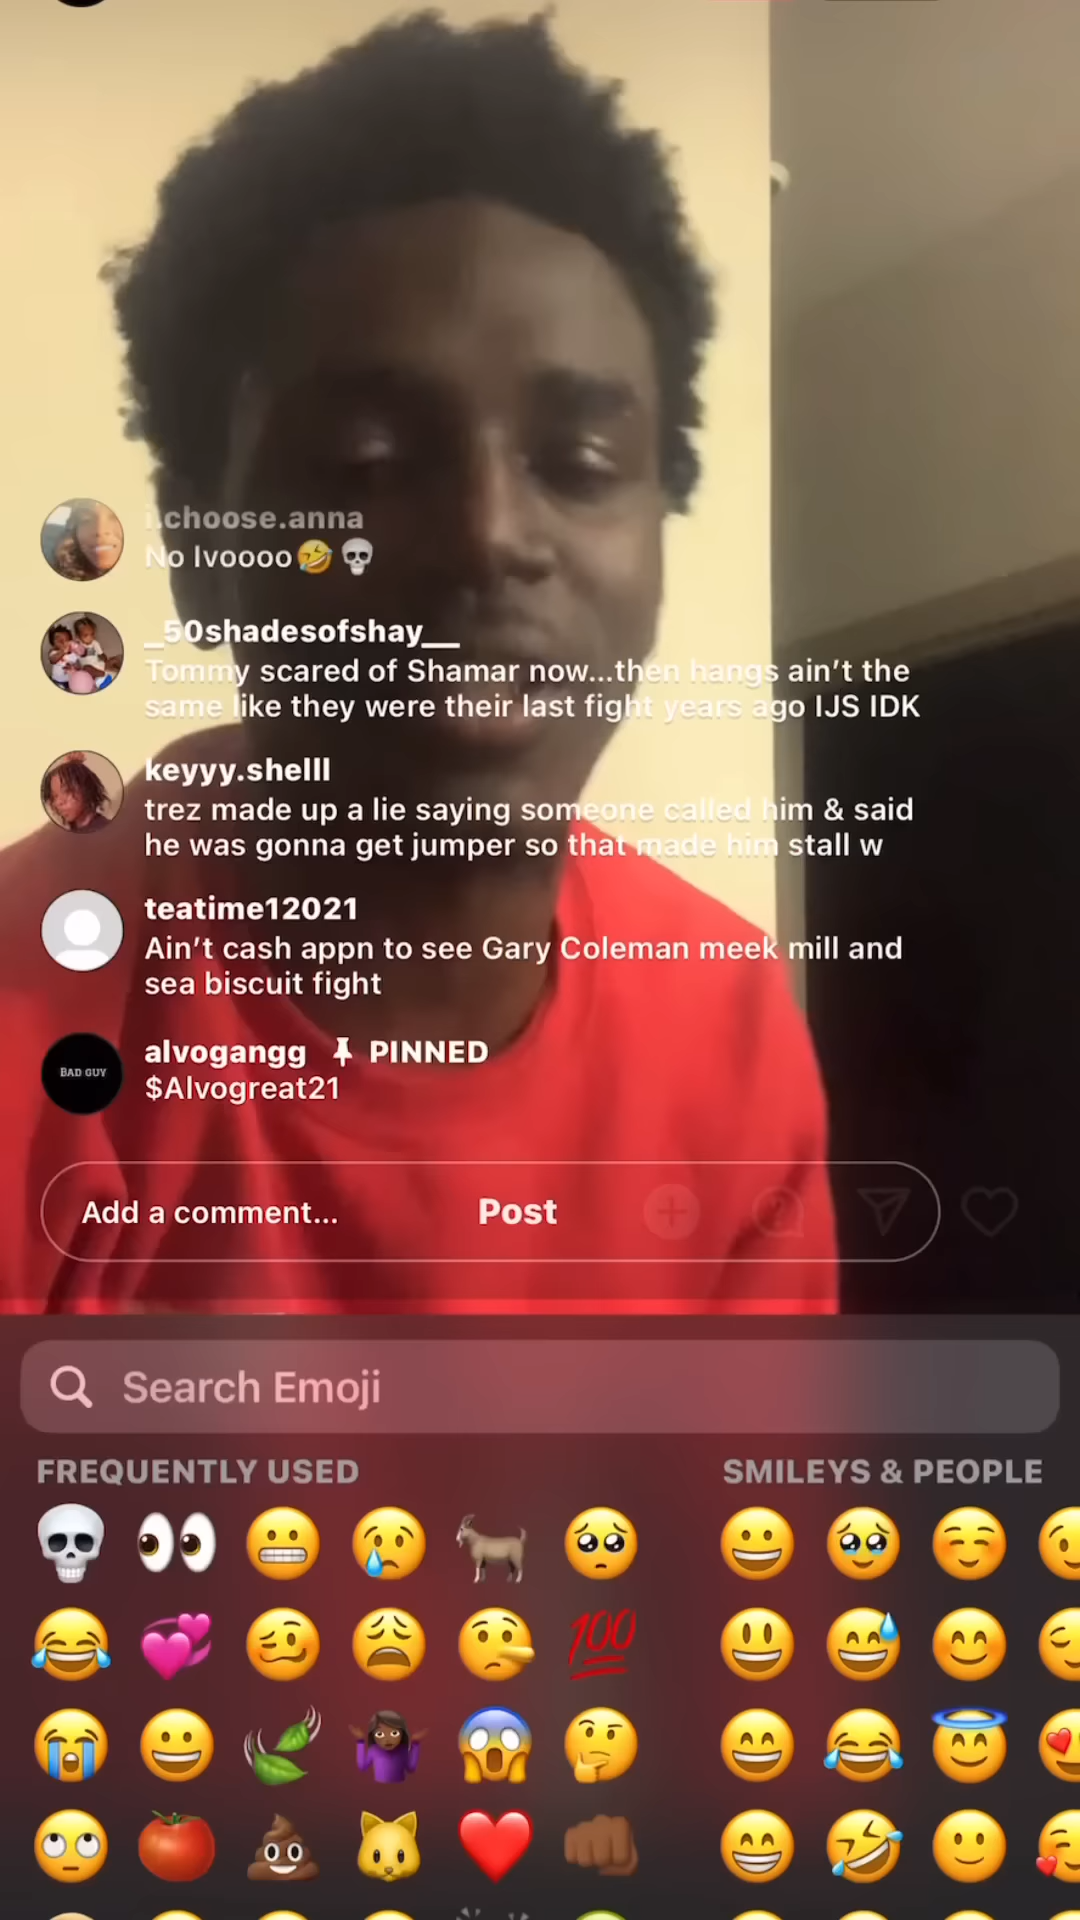 i.choose.anna
No Ivoooo🤣💀
_50shadesofshay__
Tommy scared of Shamar now...then hangs ain't the
same like they were their last fight years ago IJS IDK
keyyy.shelll
trez made up a lie saying someone called him & said
he was gonna get jumper so that made him stall w
teatime12021
Ain't cash appn to see Gary Coleman meek mill and
sea biscuit fight
BAD GUY
alvogangg PINNED
$Alvogreat21
Add a comment... Post
Search Emoji
FREQUENTLY USED SMILEYS & PEOPLE
100